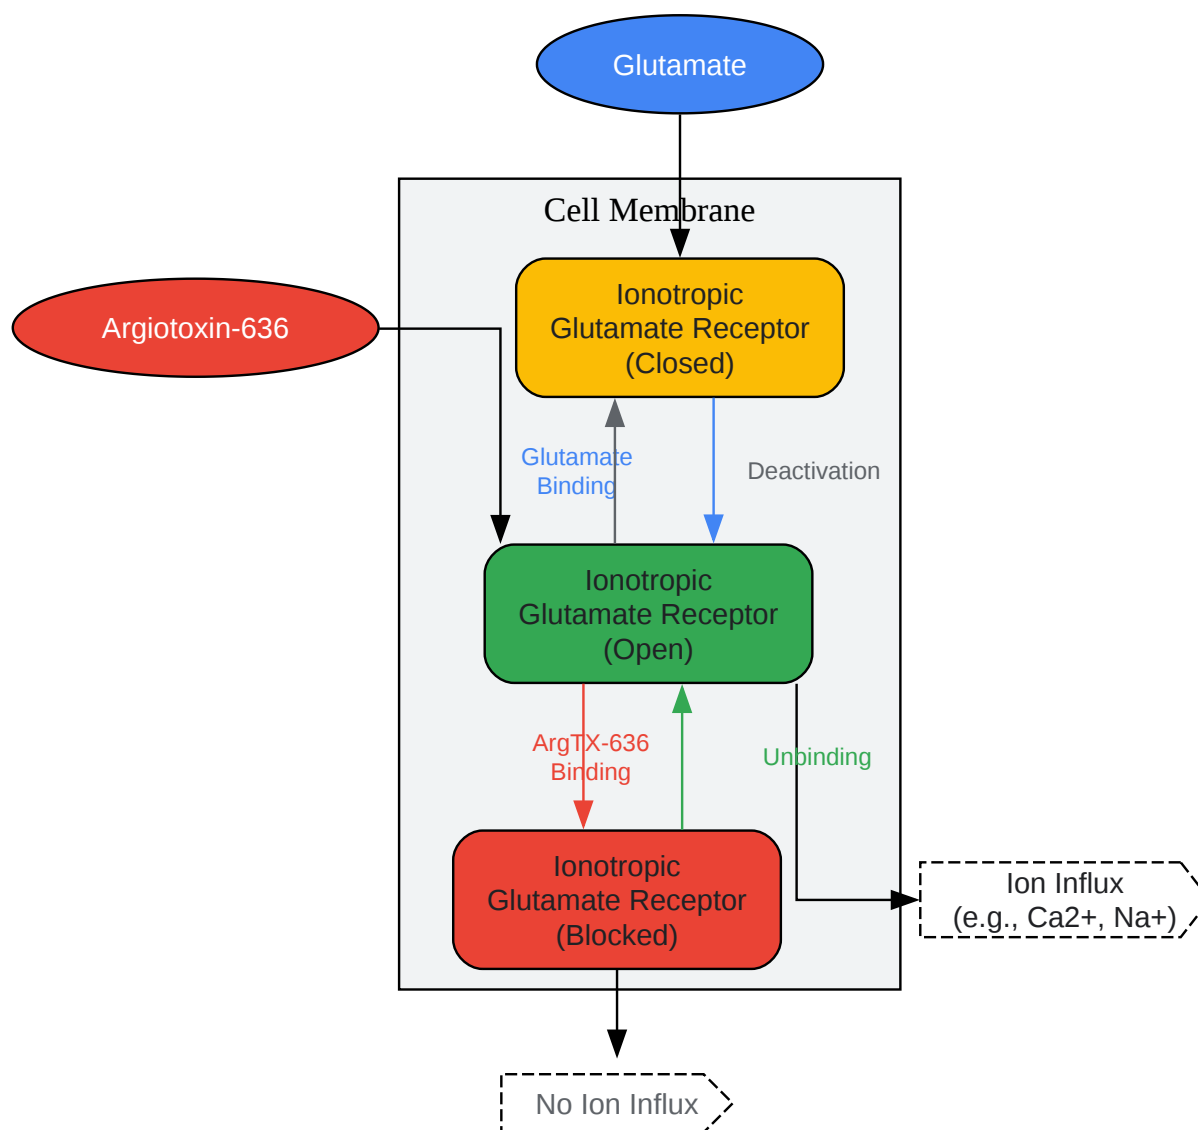 Glutamate
Cell Membrane
Ionotropic
Glutamate Receptor
(Closed)
Argiotoxin-636
Glutamate
Binding
Deactivation
Ionotropic
Glutamate Receptor
(Open)
ArgTX-636
Binding
Unbinding
Ionotropic
Glutamate Receptor
(Blocked)
Ion Influx
(e.g., Ca2+, Na+)
No Ion Influx